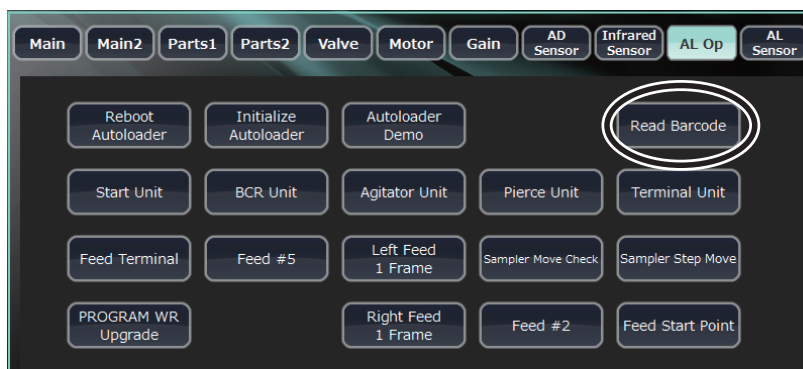 Main Main2 Parts1 Parts2 Valve Motor Gain AD Sensor Infrared Sensor AL Op AL Sensor
Reboot Autoloader
Initialize Autoloader
Autoloader Demo
Read Barcode
Start Unit
BCR Unit
Agitator Unit
Pierce Unit
Terminal Unit
Feed Terminal
Feed #5
Left Feed 1 Frame
Sampler Move Check
Sampler Step Move
PROGRAM WR Upgrade
Right Feed 1 Frame
Feed #2
Feed Start Point